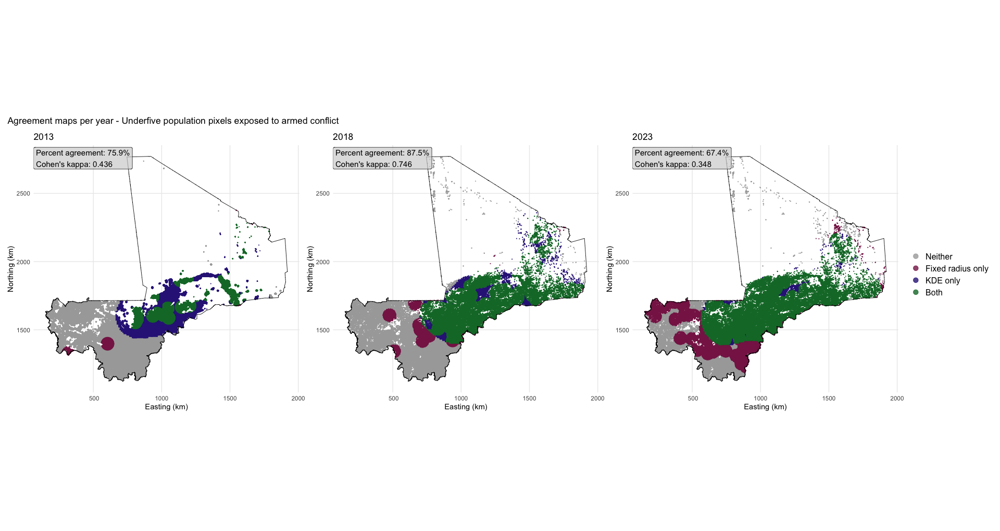 Agreement maps per year - Underfive population pixels exposed to armed conflict
2013
Percent agreement: 75.9%
Cohen's kappa: 0.436
Northing (km)
2500
2000
1500
500
1000
1500
2000
Easting (km)
2018
Percent agreement: 87.5%
Cohen's kappa: 0.746
Northing (km)
2500
2000
1500
500
1000
1500
2000
Easting (km)
2023
Percent agreement: 67.4%
Cohen's kappa: 0.348
Northing (km)
2500
2000
1500
500
1000
1500
2000
Easting (km)
Neither
Fixed radius only
KDE only
Both